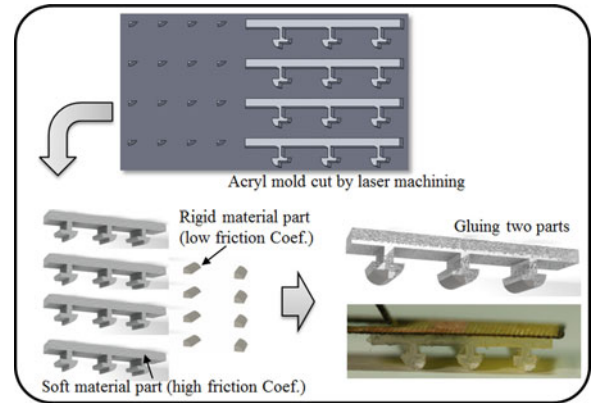 Acryl mold cut by laser machining
Rigid material part
(low friction Coef.)
Gluing two parts
Soft material part (high friction Coef.)